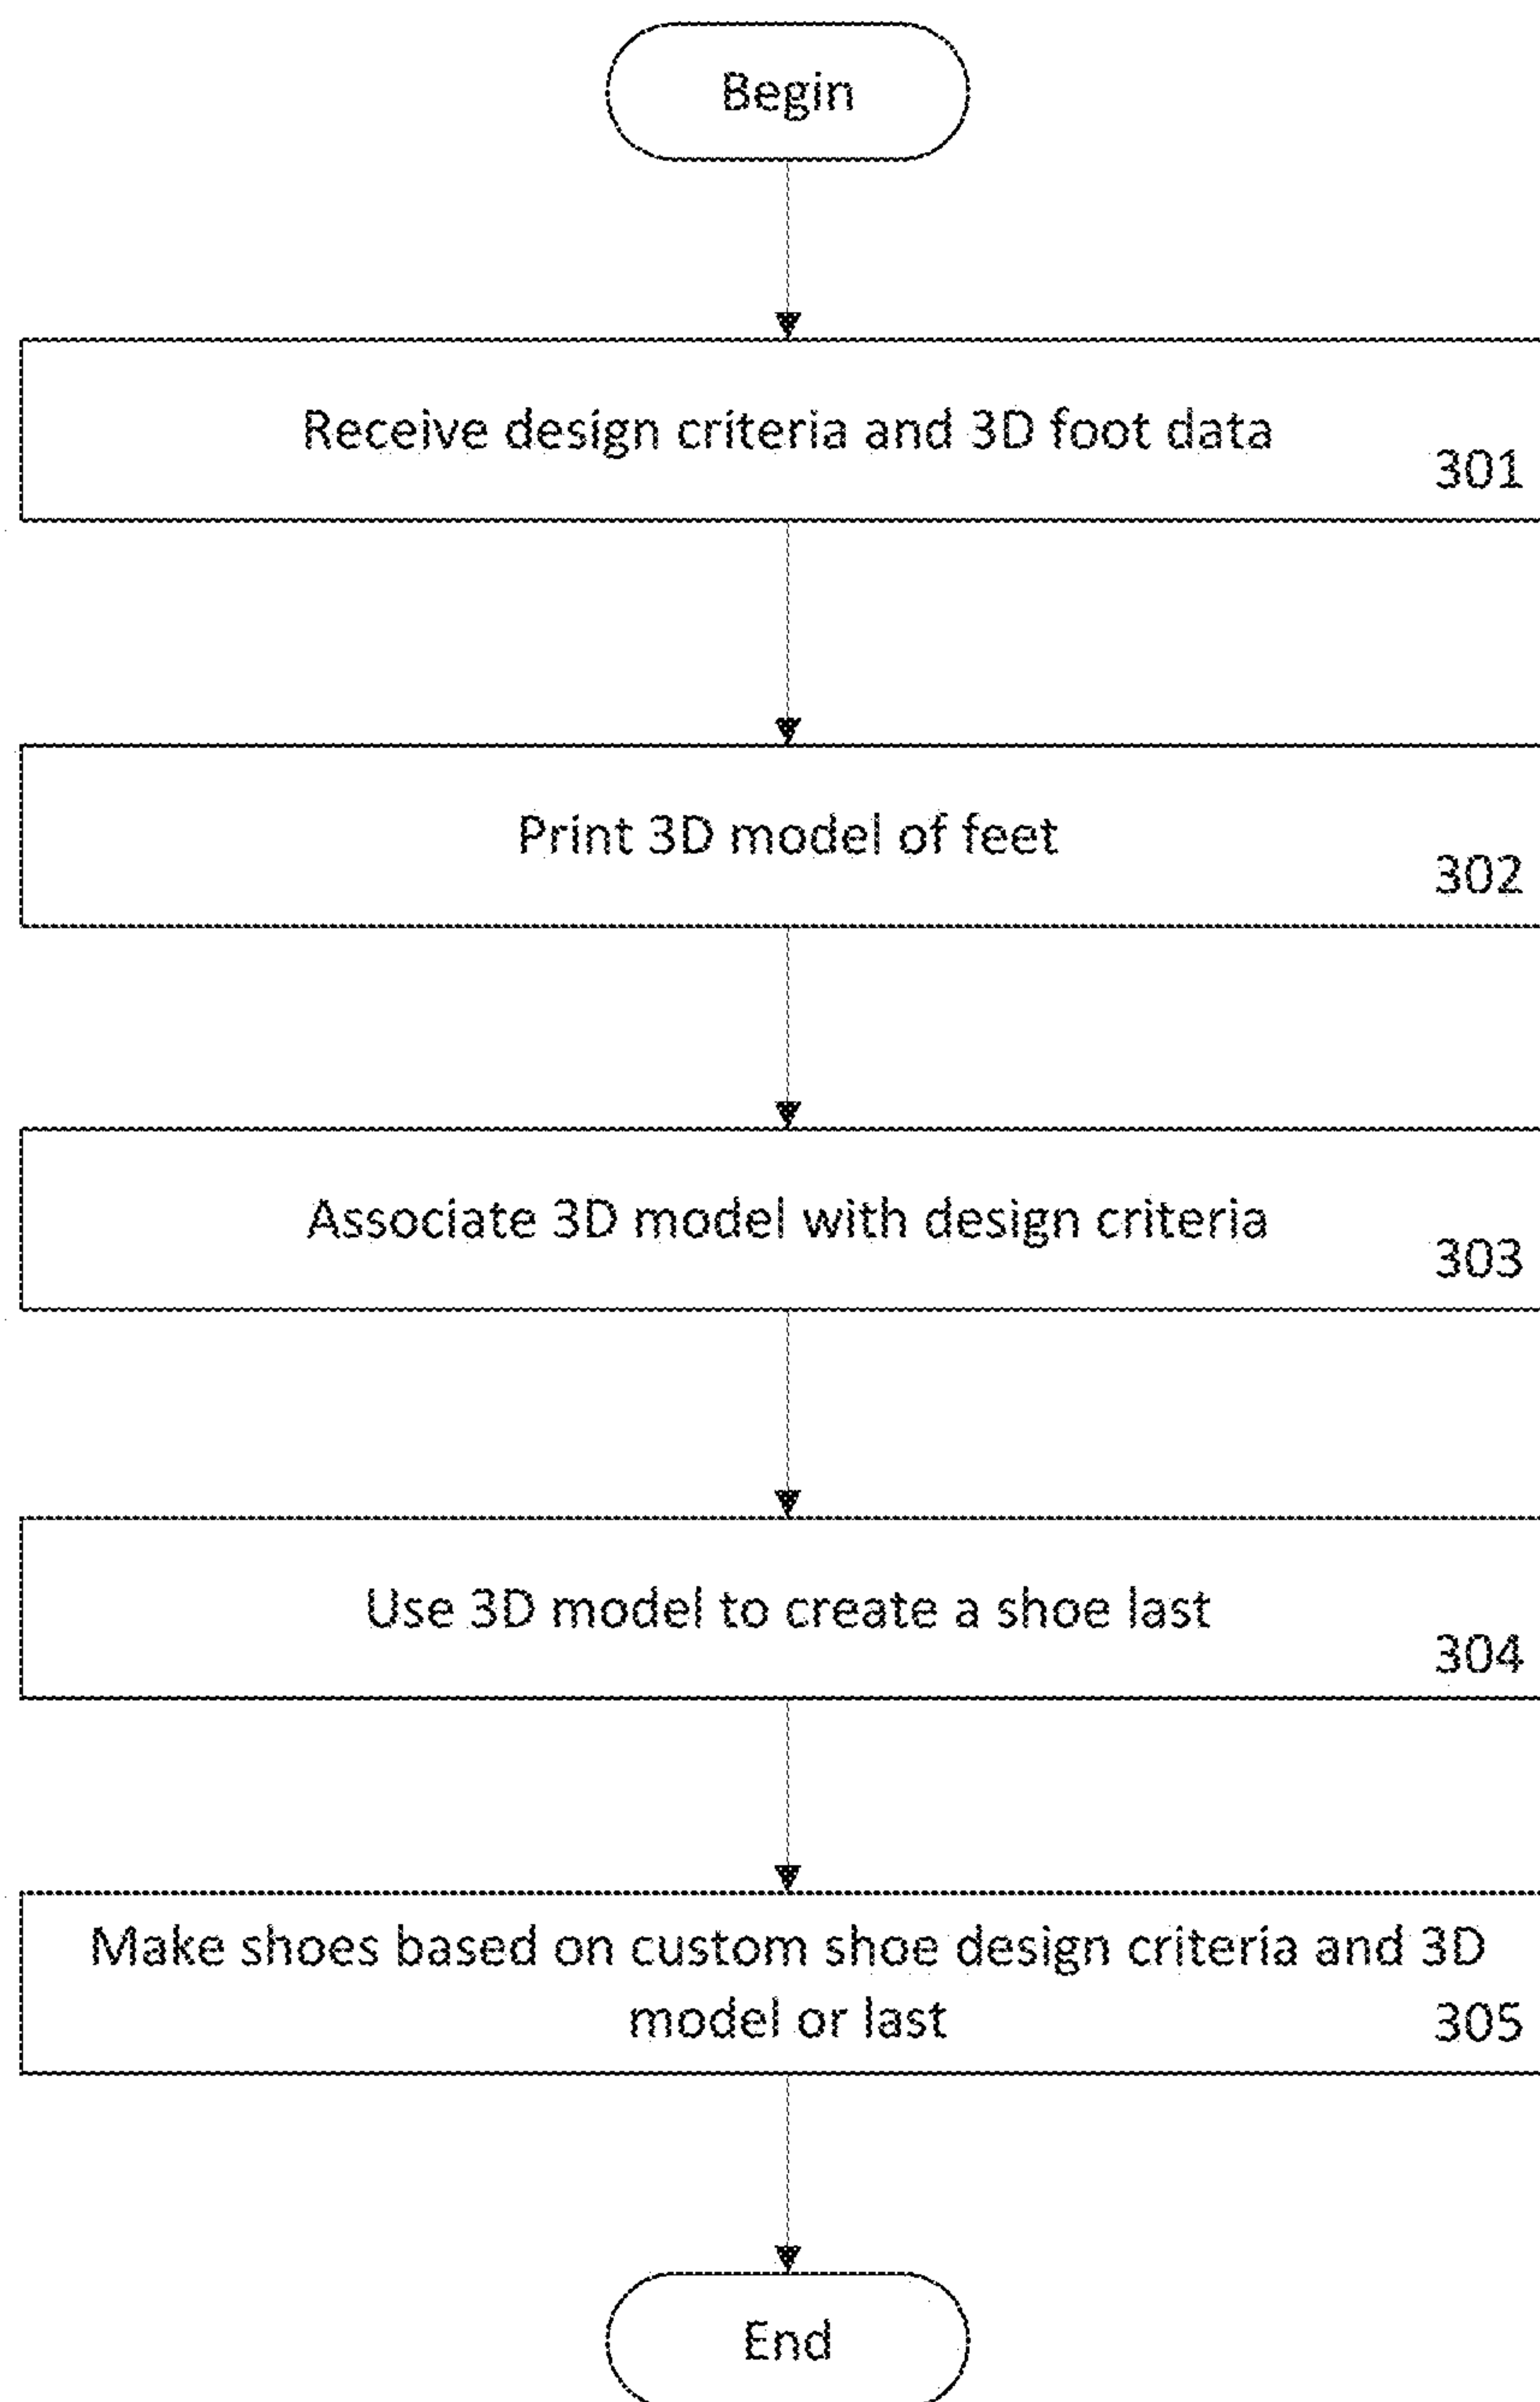 Begin
Receive design criteria and 3D foot data
301
Print 3D model of feet
302
Associate 3D model with design criteria
303
Use 3D model to create a shoe last
304
Make shoes based on custom shoe design criteria and 3D
model or last
305
End